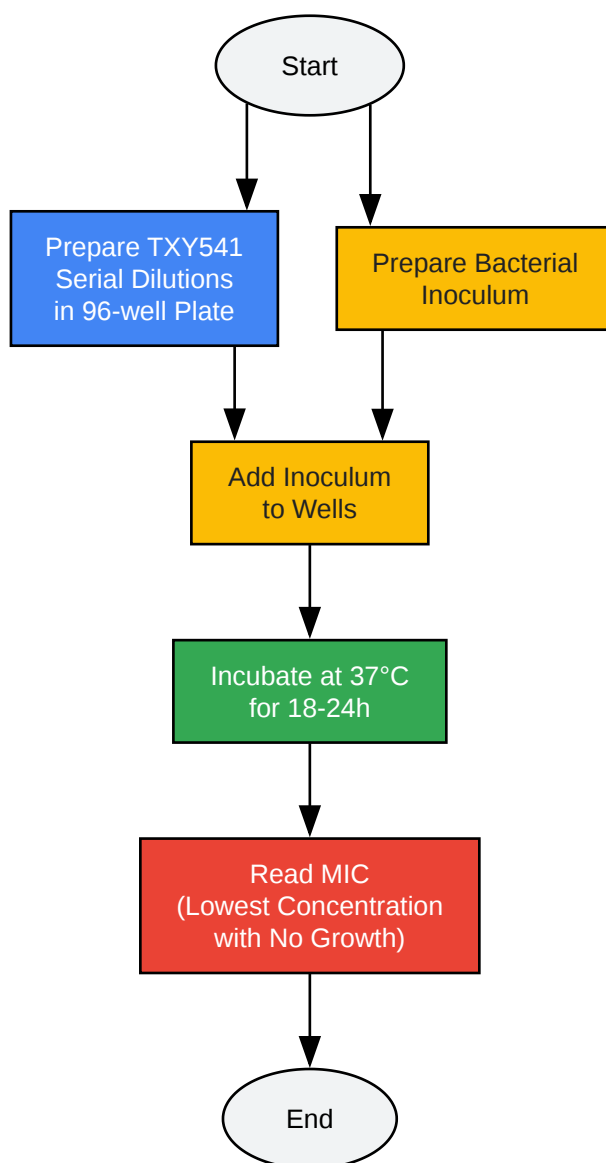 Start
Prepare TXY541
Serial Dilutions
in 96-well Plate
Prepare Bacterial
Inoculum
Add Inoculum
to Wells
Incubate at 37°C
for 18-24h
Read MIC
(Lowest Concentration
with No Growth)
End